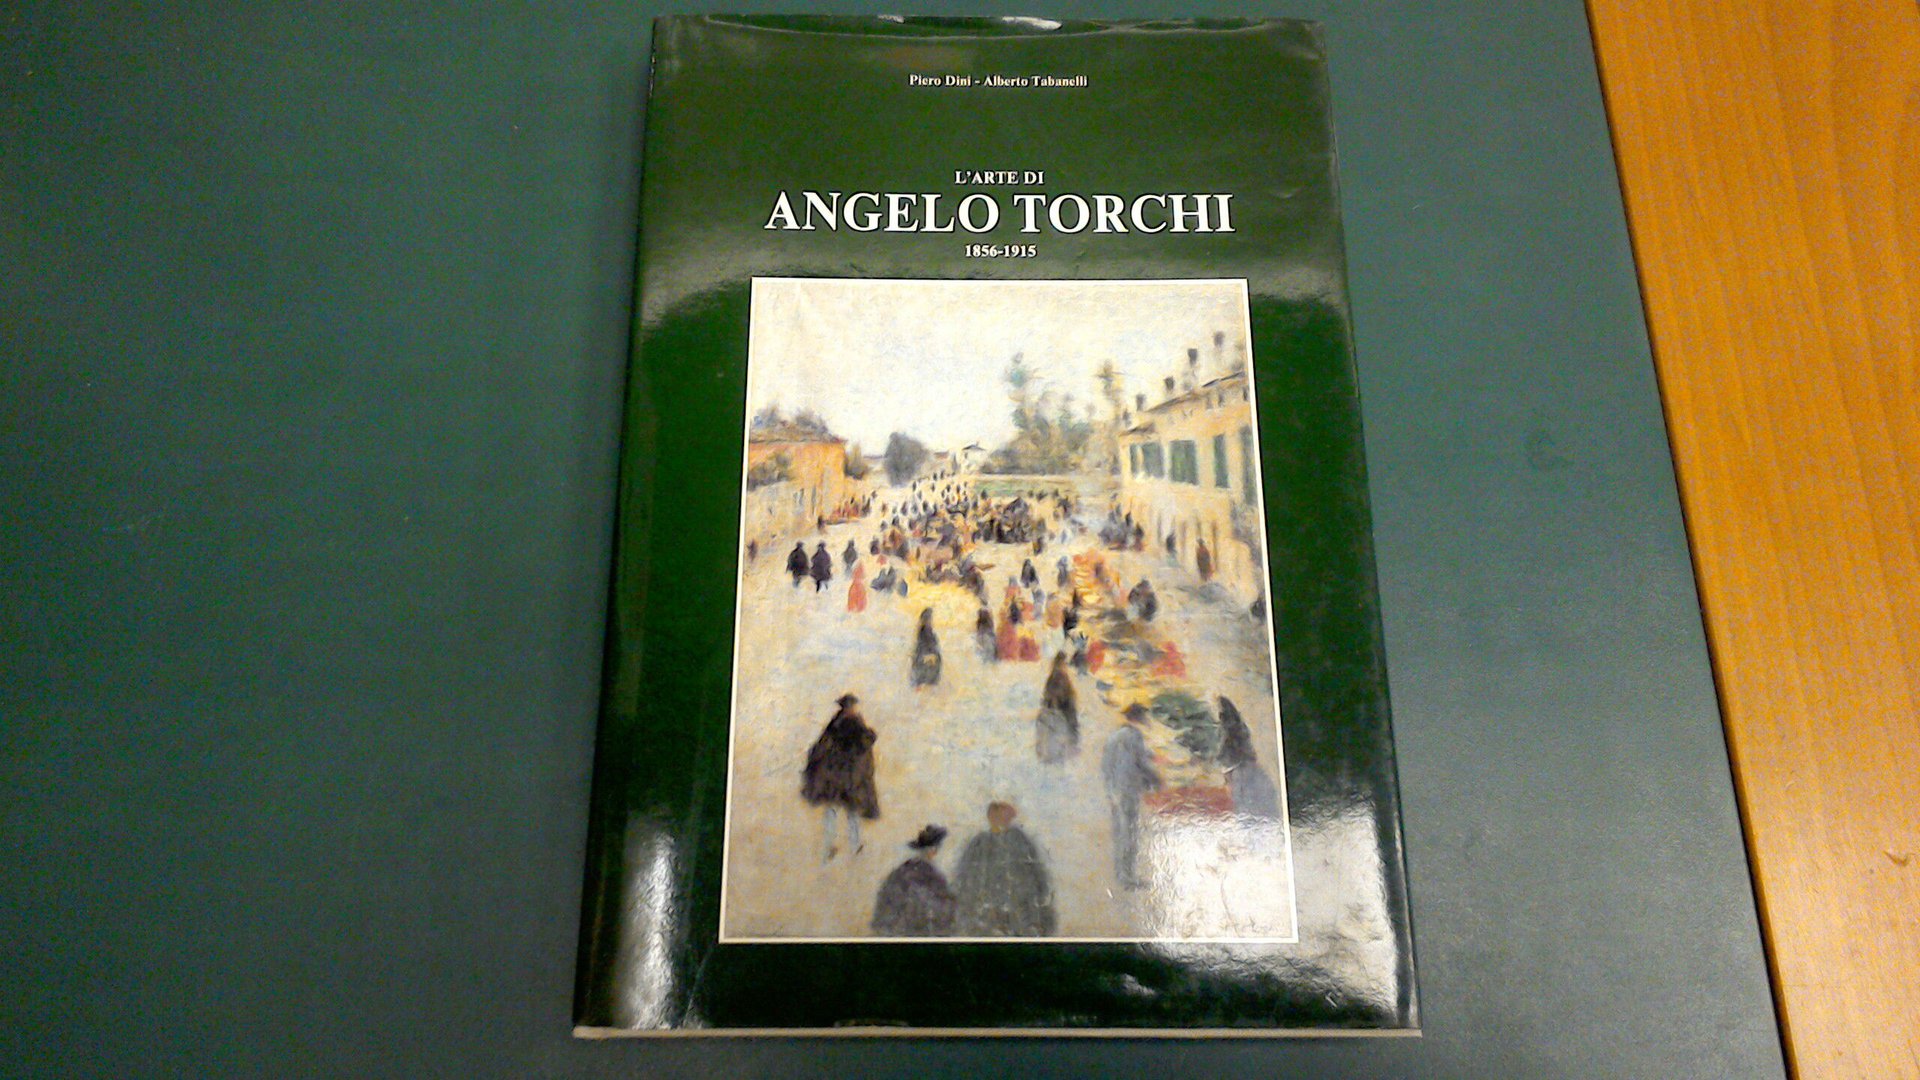 Piero Dini - Alberto Tabanelli
L'ARTE DI
ANGELO TORCHI
1856-1915